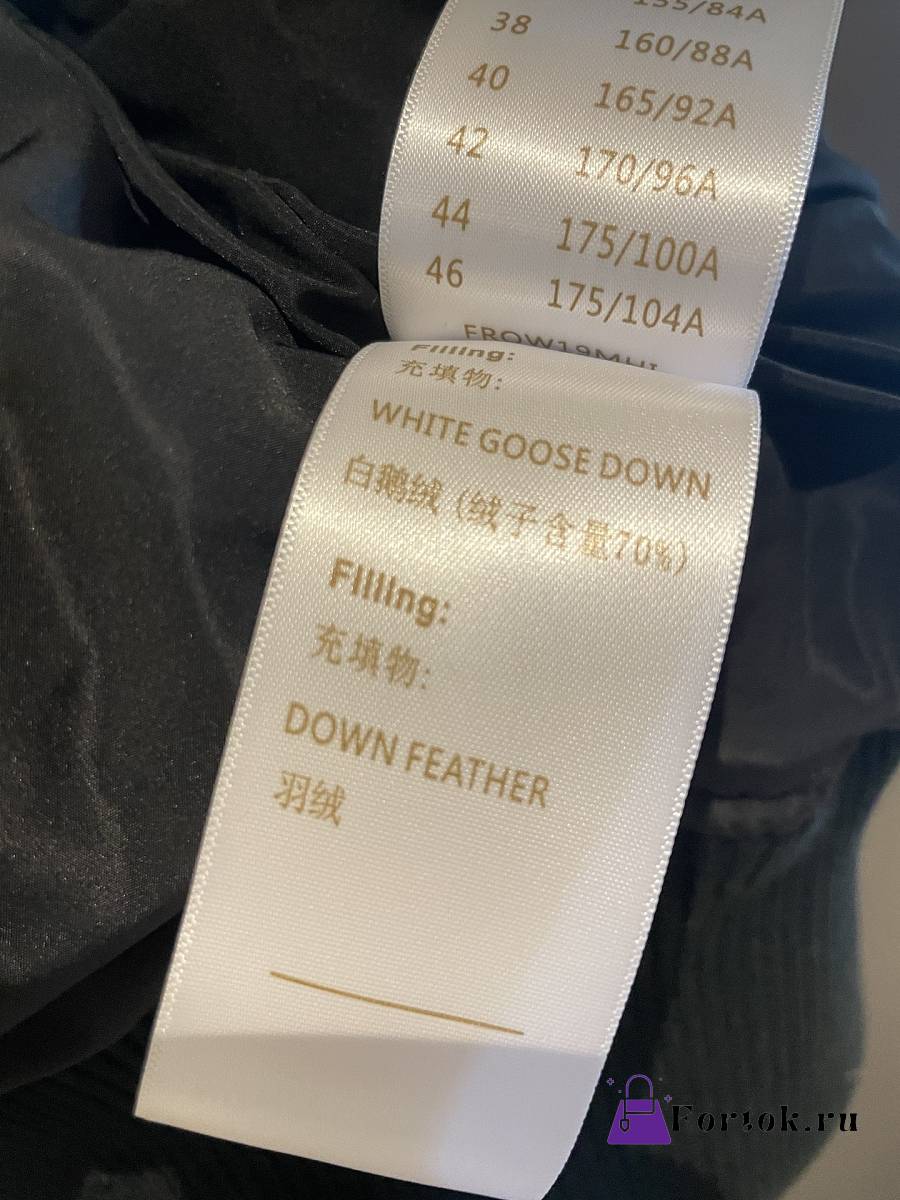 155/84A
38 160/88A
40 165/92A
42 170/96A
44 175/100A
46 175/104A
Filling:
充填物:
WHITE GOOSE DOWN
白鹅绒 (绒子含量70%)
Filling:
充填物:
DOWN FEATHER
羽绒
Fortok.ru